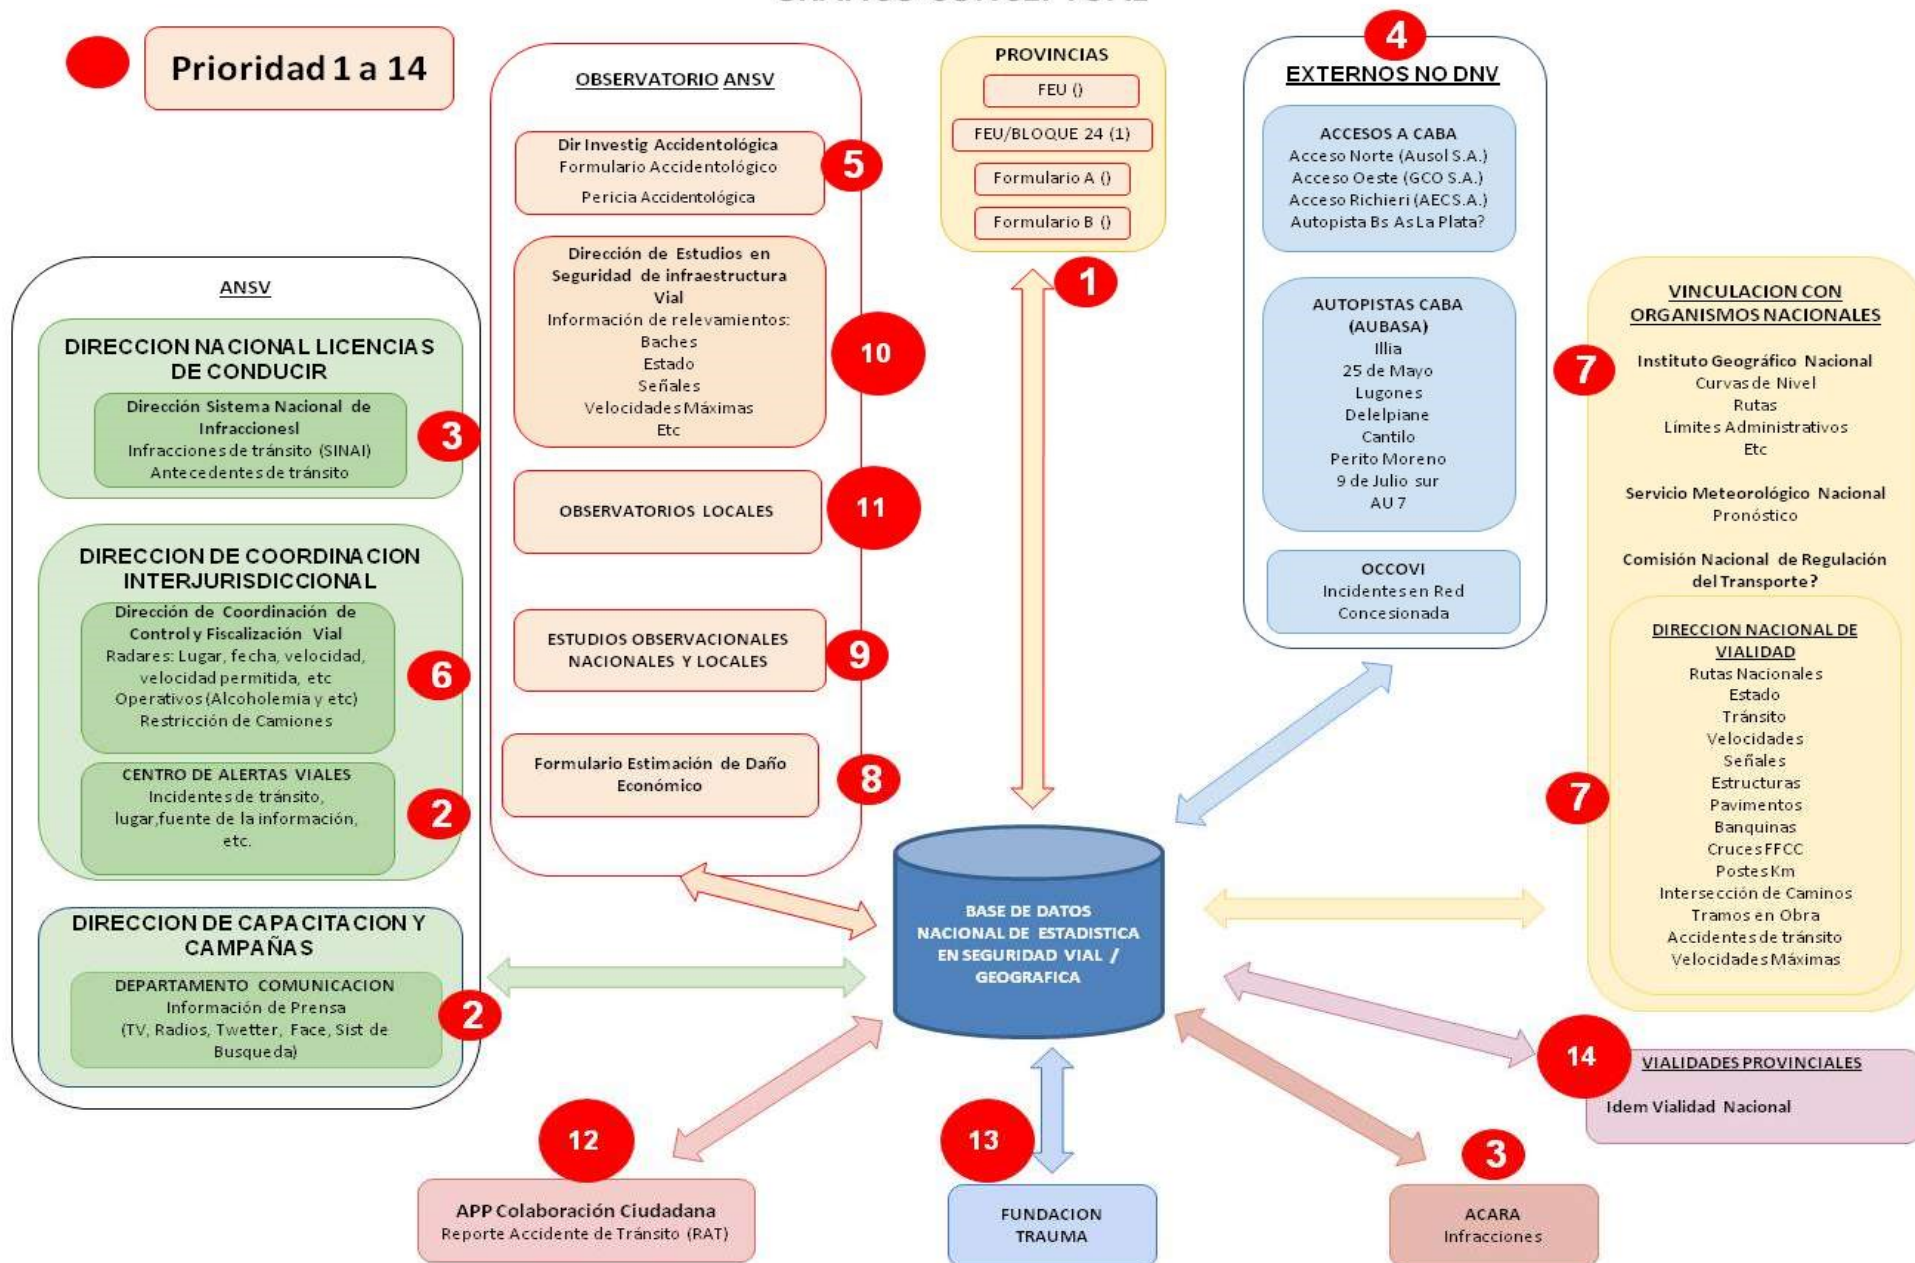 Prioridad 1 a 14
ANSV
DIRECCION NACIONAL LICENCIAS
DE CONDUCIR
Dirección Sistema Nacional de
Infraccionesl
Infracciones de tránsito (SINAI)
Antecedentes de tránsito
3
DIRECCION DE COORDINACION
INTERJURISDICCIONAL
Dirección de Coordinación de
Control y Fiscalización Vial
Radares: Lugar, fecha, velocidad,
velocidad permitida, etc
Operativos (Alcoholemia y etc)
Restricción de Camiones
6
CENTRO DE ALERTAS VIALES
Incidentes de tránsito,
lugar,fuente de la información,
etc.
2
DIRECCION DE CAPACITACION Y
CAMPAÑAS
DEPARTAMENTO COMUNICACION
Información de Prensa
(TV, Radios, Twetter, Face, Sist de
Busqueda)
2
OBSERVATORIO ANSV
Dir Investig Accidentológica
Formulario Accidentológico
Pericia Accidentológica
5
Dirección de Estudios en
Seguridad de infraestructura
Vial
Información de relevamientos:
Baches
Estado
Señales
Velocidades Máximas
Etc
10
OBSERVATORIOS LOCALES
11
ESTUDIOS OBSERVACIONALES
NACIONALES Y LOCALES
9
Formulario Estimación de Daño
Económico
8
PROVINCIAS
FEU ()
FEU/BLOQUE 24 (1)
Formulario A ()
Formulario B ()
1
4
EXTERNOS NO DNV
ACCESOS A CABA
Acceso Norte (Ausol S.A.)
Acceso Oeste (GCO S.A.)
Acceso Richieri (AECS.A.)
Autopista Bs As La Plata?
AUTOPISTAS CABA
(AUBASA)
Illia
25 de Mayo
Lugones
Delelpiane
Cantilo
Perito Moreno
9 de Julio sur
AU 7
OCCOVI
Incidentes en Red
Concesionada
VINCULACION CON
ORGANISMOS NACIONALES
7
Instituto Geográfico Nacional
Curvas de Nivel
Rutas
Límites Administrativos
Etc
Servicio Meteorológico Nacional
Pronóstico
Comisión Nacional de Regulación
del Transporte?
DIRECCION NACIONAL DE
VIALIDAD
Rutas Nacionales
Estado
Tránsito
Velocidades
Señales
Estructuras
Pavimentos
Banquinas
Cruces FFCC
Postes Km
Intersección de Caminos
Tramos en Obra
Accidentes de tránsito
Velocidades Máximas
7
BASE DE DATOS
NACIONAL DE ESTADISTICA
EN SEGURIDAD VIAL /
GEOGRAFICA
14
VIALIDADES PROVINCIALES
Idem Vialidad Nacional
12
APP Colaboración Ciudadana
Reporte Accidente de Tránsito (RAT)
13
FUNDACION
TRAUMA
3
ACARA
Infracciones